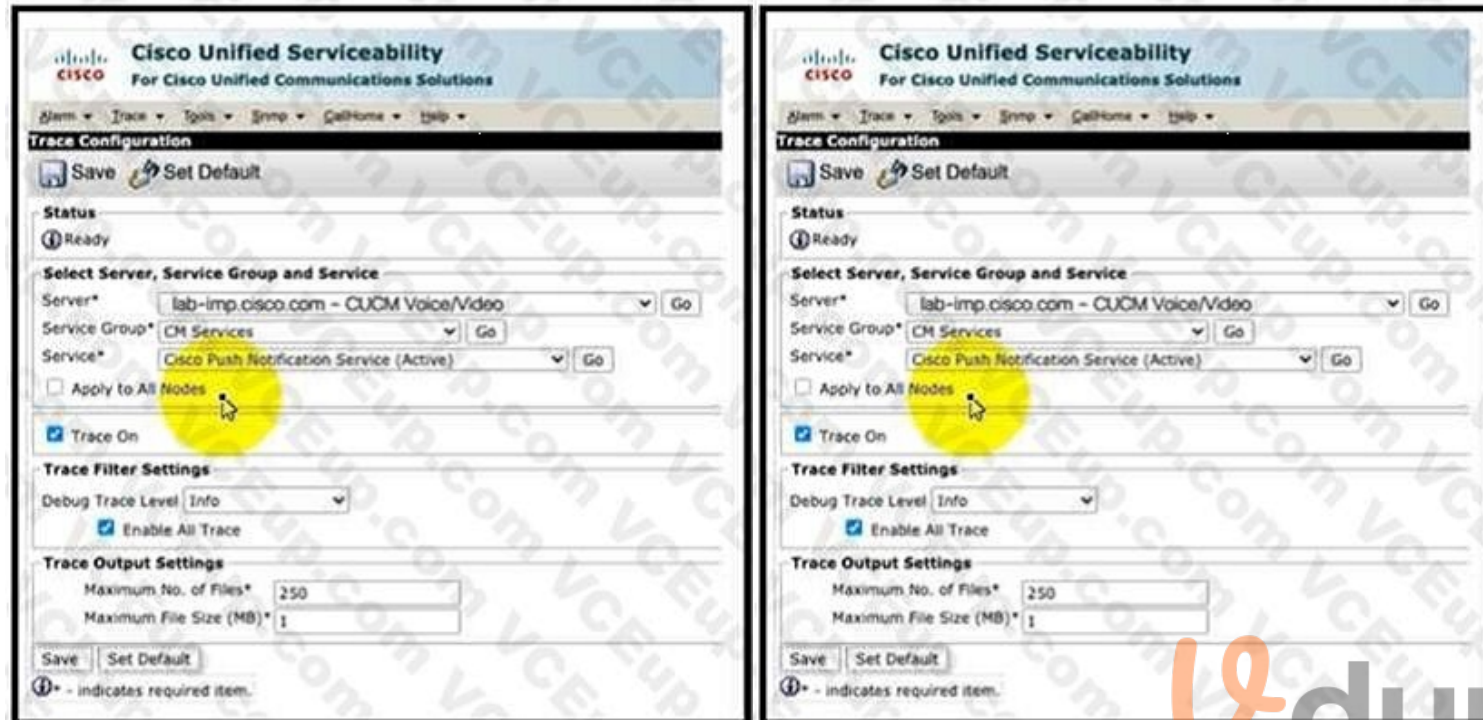 CISCO
Cisco Unified Serviceability
For Cisco Unified Communications Solutions
Alarm Trace Tools Snmp CallHome Help
Trace Configuration
Save Set Default
Status
Ready
Select Server, Service Group and Service
Server* lab-imp.cisco.com – CUCM Voice/Video Go
Service Group* CM Services Go
Service* Cisco Push Notification Service (Active) Go
Apply to All Nodes
Trace On
Trace Filter Settings
Debug Trace Level Info
Enable All Trace
Trace Output Settings
Maximum No. of Files* 250
Maximum File Size (MB)* 1
Save Set Default
* - indicates required item.
CISCO
Cisco Unified Serviceability
For Cisco Unified Communications Solutions
Alarm Trace Tools Snmp CallHome Help
Trace Configuration
Save Set Default
Status
Ready
Select Server, Service Group and Service
Server* lab-imp.cisco.com – CUCM Voice/Video Go
Service Group* CM Services Go
Service* Cisco Push Notification Service (Active) Go
Apply to All Nodes
Trace On
Trace Filter Settings
Debug Trace Level Info
Enable All Trace
Trace Output Settings
Maximum No. of Files* 250
Maximum File Size (MB)* 1
Save Set Default
* - indicates required item.
VCEup.com